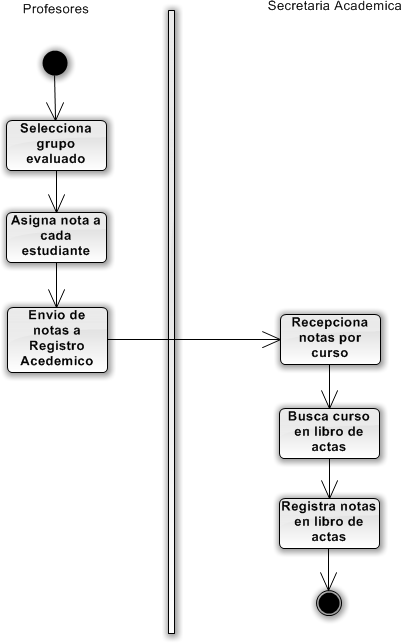 Profesores
Secretaria Academica
Selecciona
grupo
evaluado
Asigna nota a
cada
estudiante
Envio de
notas a
Registro
Acedemico
Recepciona
notas por
curso
Busca curso
en libro de
actas
Registra notas
en libro de
actas